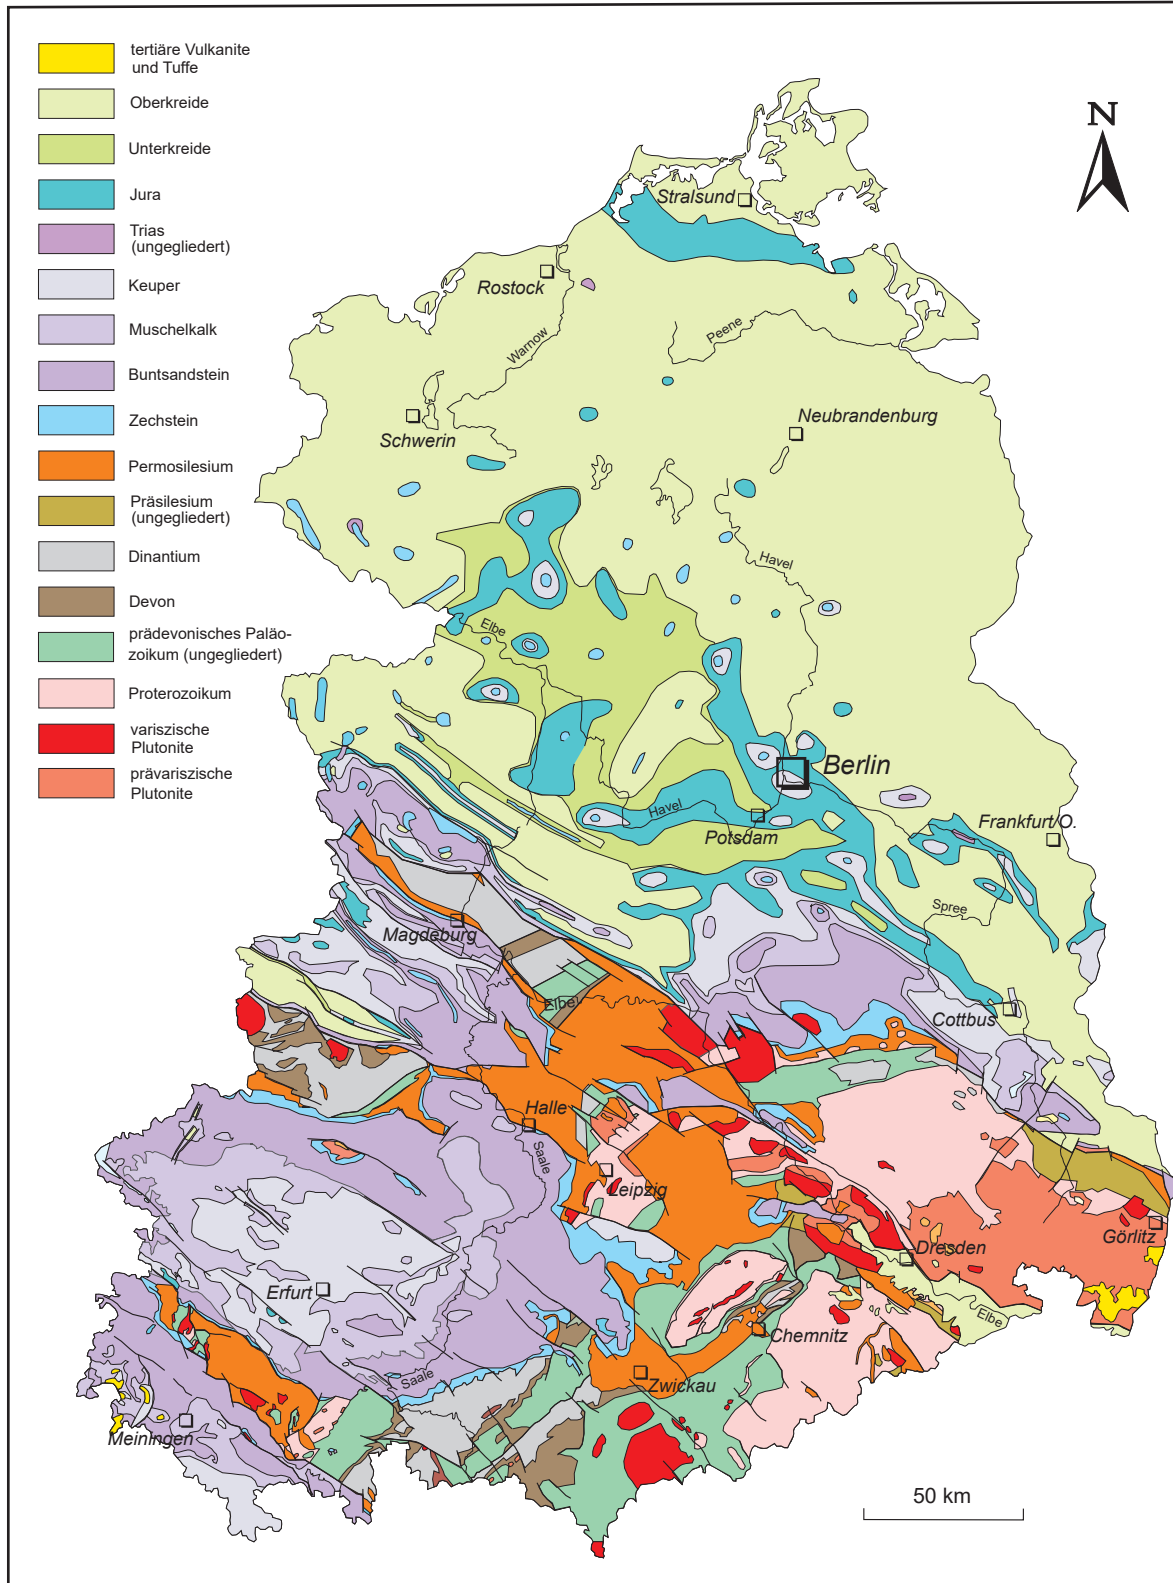 tertiäre Vulkanite
und Tuffe
Oberkreide
Unterkreide
Jura
Trias
(ungegliedert)
Keuper
Muschelkalk
Buntsandstein
Zechstein
Permosilesium
Präsilesium
(ungegliedert)
Dinantium
Devon
prädevonisches Paläo-
zoikum (ungegliedert)
Proterozoikum
variszische
Plutonite
prävariszische
Plutonite
N
Stralsund
Rostock
Warnow
Peene
Schwerin
Neubrandenburg
Havel
Elbe
Berlin
Havel
Potsdam
Frankfurt/O.
Spree
Magdeburg
Elbe
Cottbus
Halle
Saale
Leipzig
Görlitz
Dresden
Elbe
Erfurt
Chemnitz
Zwickau
Saale
Meiningen
50 km